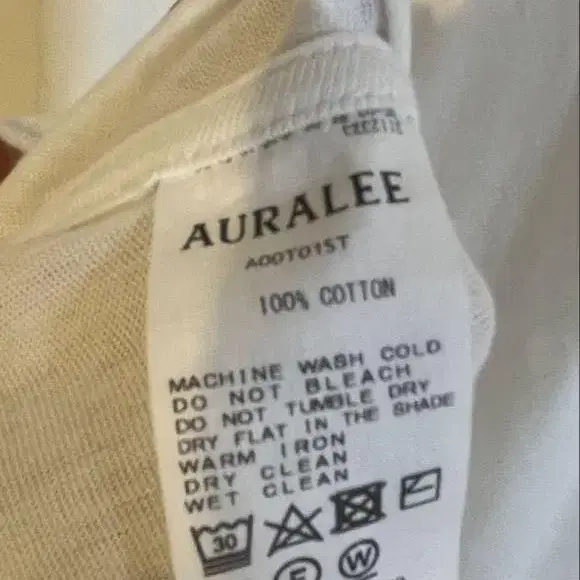 AURALEE
A00T01ST
100% COTTON
MACHINE WASH COLD
DO NOT BLEACH
DO NOT TUMBLE DRY
DRY FLAT IN THE SHADE
WARM IRON
DRY CLEAN
WET CLEAN
30
F W